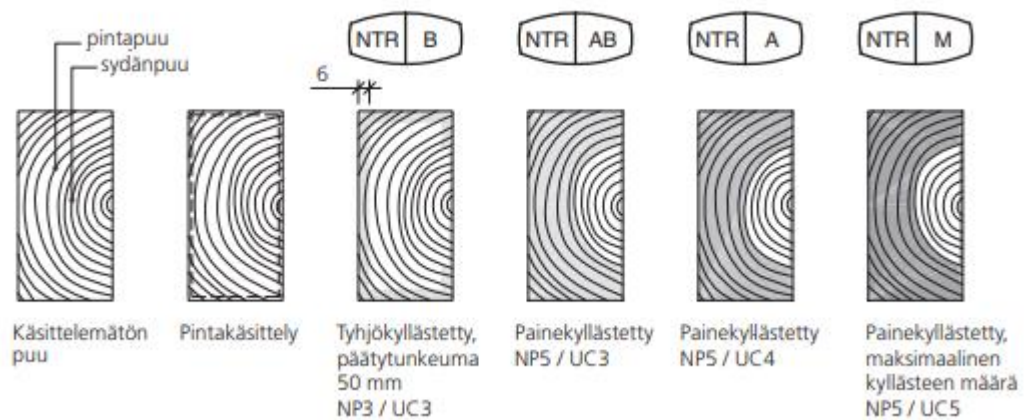 pintapuu
sydänpuu
NTR B
NTR AB
NTR A
NTR M
6
Käsittelemätön
puu
Pintakäsittely
Tyhjökyllästetty,
päätytunkeuma
50 mm
NP3 / UC3
Painekyllästetty
NP5 / UC3
Painekyllästetty
NP5 / UC4
Painekyllästetty,
maksimaalinen
kyllästeen määrä
NP5 / UC5